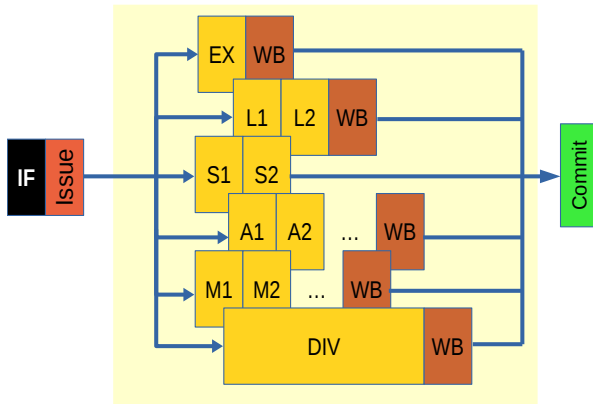 EX WB
L1 L2 WB
IF Issue
S1 S2
Commit
A1 A2 ... WB
M1 M2 ... WB
DIV WB